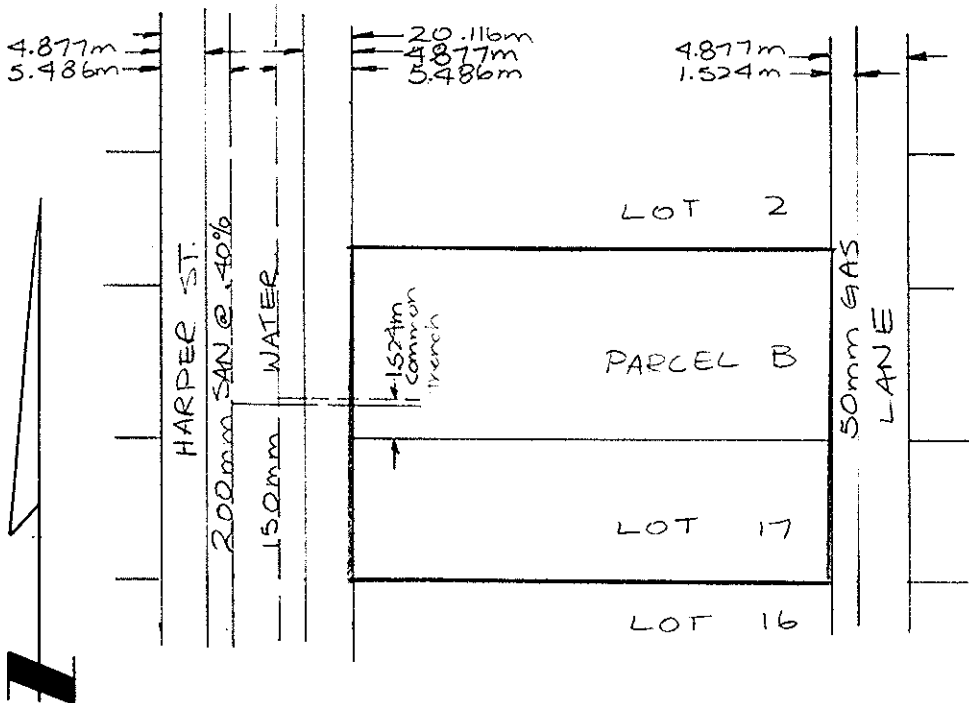 4.877m
5.486m
20.116m
4.877m
5.486m
4.877m
1.524m
LOT 2
HARPER ST.
200mm SAN @ .40%
150mm WATER
1.524m
common
trench
PARCEL B
50mm GAS
LANE
LOT 17
LOT 16